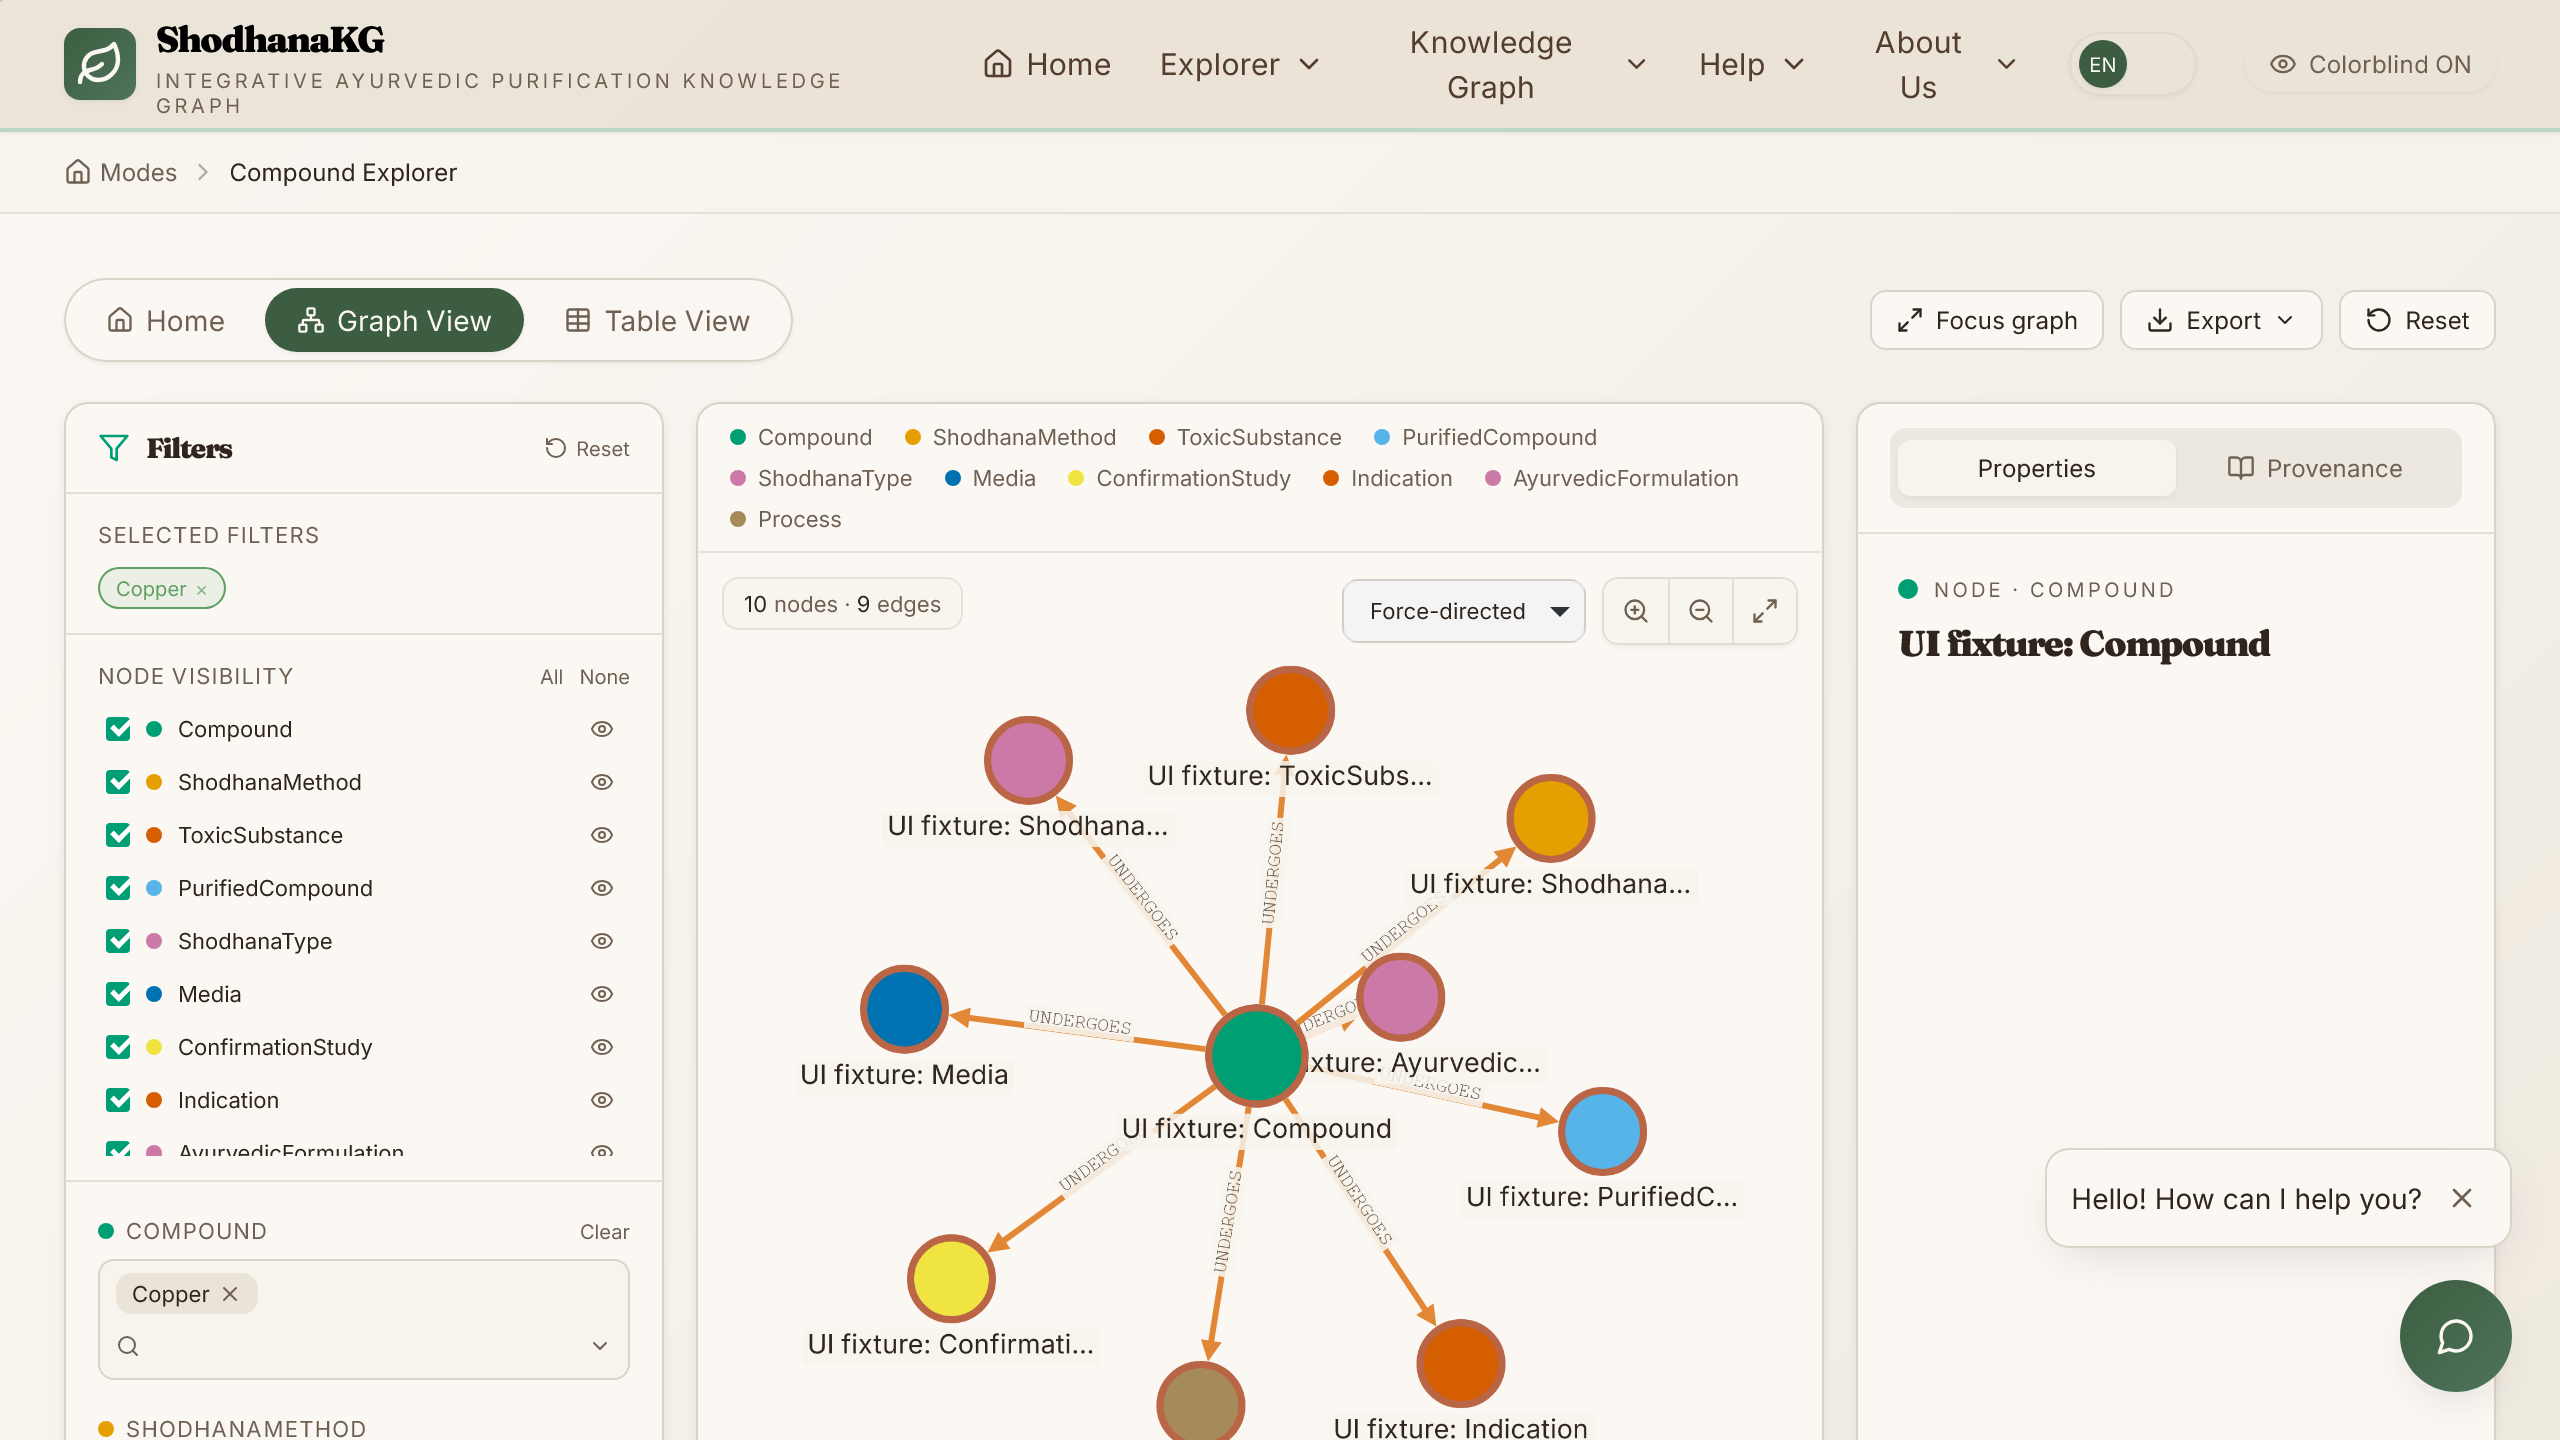 ShodhanaKG
INTEGRATIVE AYURVEDIC PURIFICATION KNOWLEDGE
GRAPH
Home
Explorer
Knowledge
Graph
Help
About
Us
EN
Colorblind ON
Modes
Compound Explorer
Home
Graph View
Table View
Focus graph
Export
Reset
Filters
Reset
SELECTED FILTERS
Copper ×
NODE VISIBILITY
All
None
Compound
ShodhanaMethod
ToxicSubstance
PurifiedCompound
ShodhanaType
Media
ConfirmationStudy
Indication
AyurvedicFormulation
COMPOUND
Clear
Copper
SHODHANAMETHOD
Compound
ShodhanaMethod
ToxicSubstance
PurifiedCompound
ShodhanaType
Media
ConfirmationStudy
Indication
AyurvedicFormulation
Process
10 nodes · 9 edges
Force-directed
UI fixture: ToxicSubs...
UI fixture: Shodhana...
UI fixture: Shodhana...
UNDERGOES
UNDERGOES
UNDERGOES
UNDERGOES
DERGO
xture: Ayurvedic...
UI fixture: Media
UNDERGOES
UI fixture: Compound
UNDERGO
UNDERGOES
UNDERGOES
UI fixture: PurifiedC...
UI fixture: Confirmati...
UI fixture: Indication
Properties
Provenance
NODE · COMPOUND
UI fixture: Compound
Hello! How can I help you?